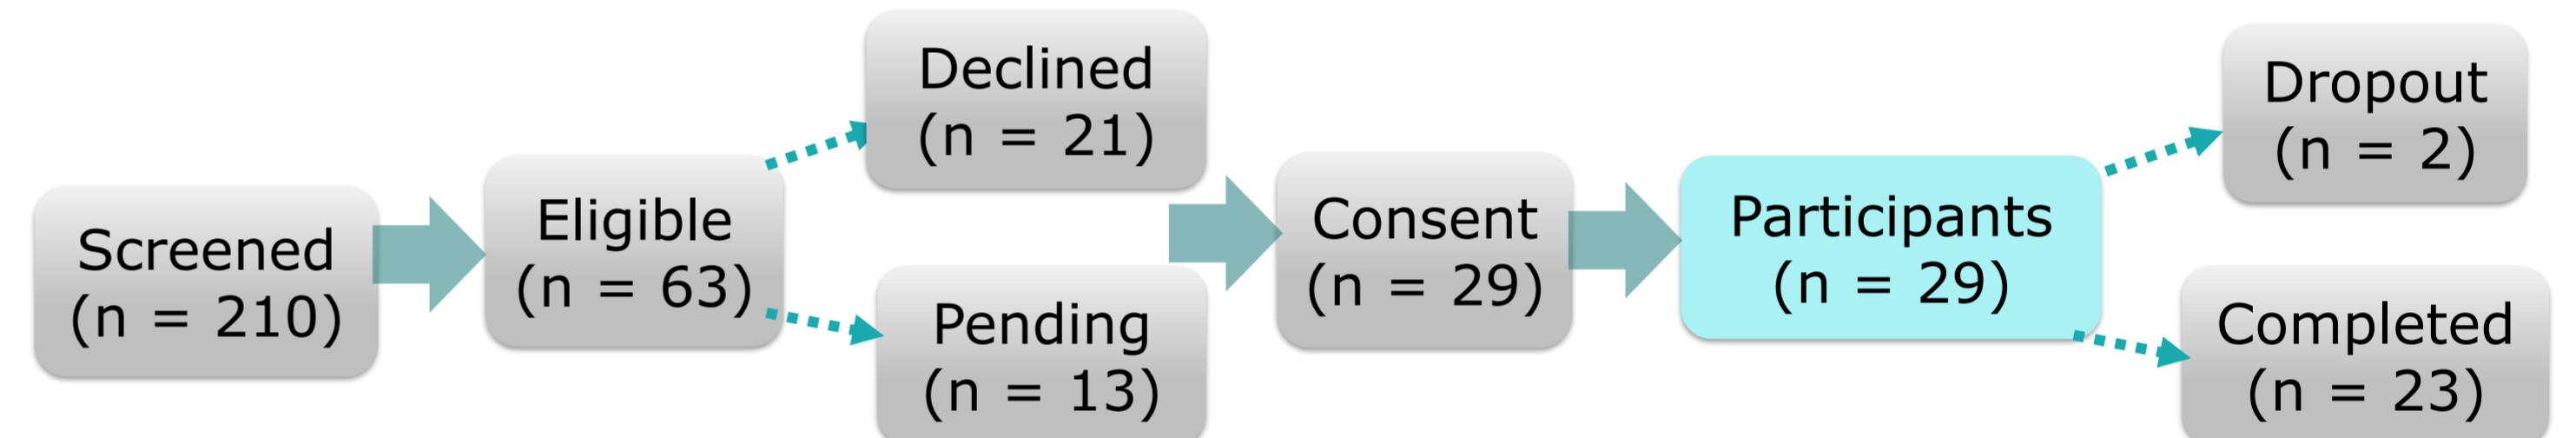 Screened
(n = 210)
Eligible
(n = 63)
Declined
(n = 21)
Pending
(n = 13)
Consent
(n = 29)
Participants
(n = 29)
Dropout
(n = 2)
Completed
(n = 23)